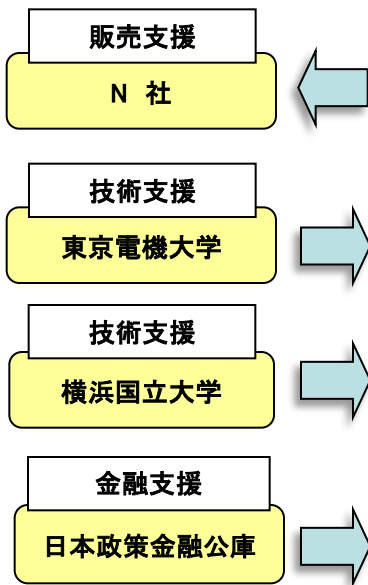 販売支援
N 社
技術支援
東京電機大学
技術支援
横浜国立大学
金融支援
日本政策金融公庫